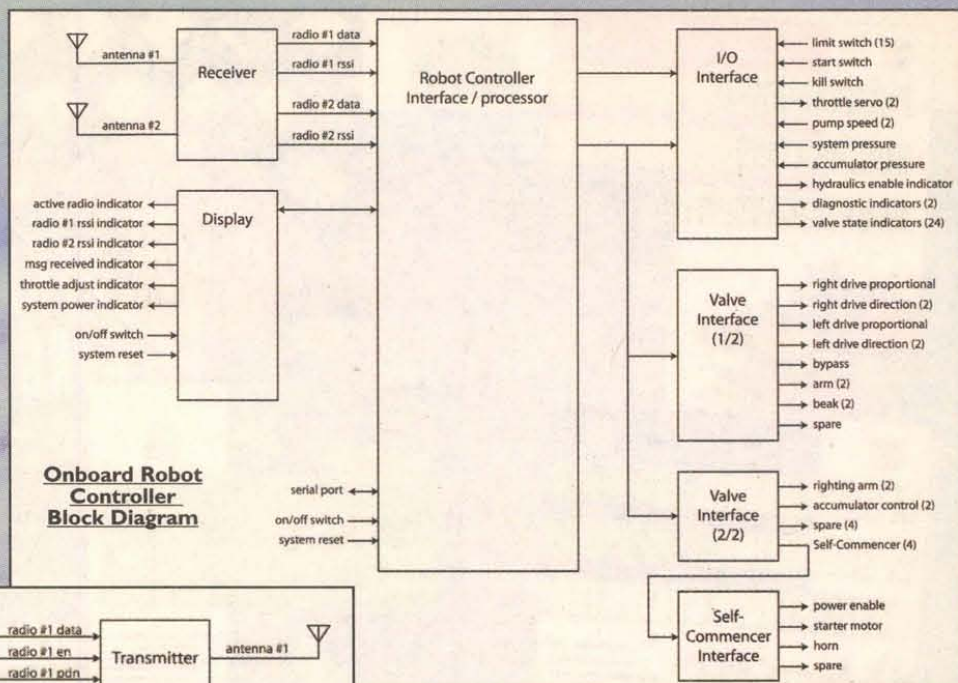 antenna #1
antenna #2
Receiver
radio #1 data
radio #1 rssi
radio #2 data
radio #2 rssi
active radio indicator
radio #1 rssi indicator
radio #2 rssi indicator
msg received indicator
throttle adjust indicator
system power indicator
on/off switch
system reset
Display
Robot Controller
Interface / processor
serial port
on/off switch
system reset
I/O
Interface
limit switch (15)
start switch
kill switch
throttle servo (2)
pump speed (2)
system pressure
accumulator pressure
hydraulics enable indicator
diagnostic indicators (2)
valve state indicators (24)
Valve
Interface
(1/2)
right drive proportional
right drive direction (2)
left drive proportional
left drive direction (2)
bypass
arm (2)
beak (2)
spare
Valve
Interface
(2/2)
righting arm (2)
accumulator control (2)
spare (4)
Self-Commencer (4)
Self-
Commencer
Interface
power enable
starter motor
horn
spare
Onboard Robot
Controller
Block Diagram
radio #1 data
radio #1 en
radio #1 pdn
Transmitter
antenna #1